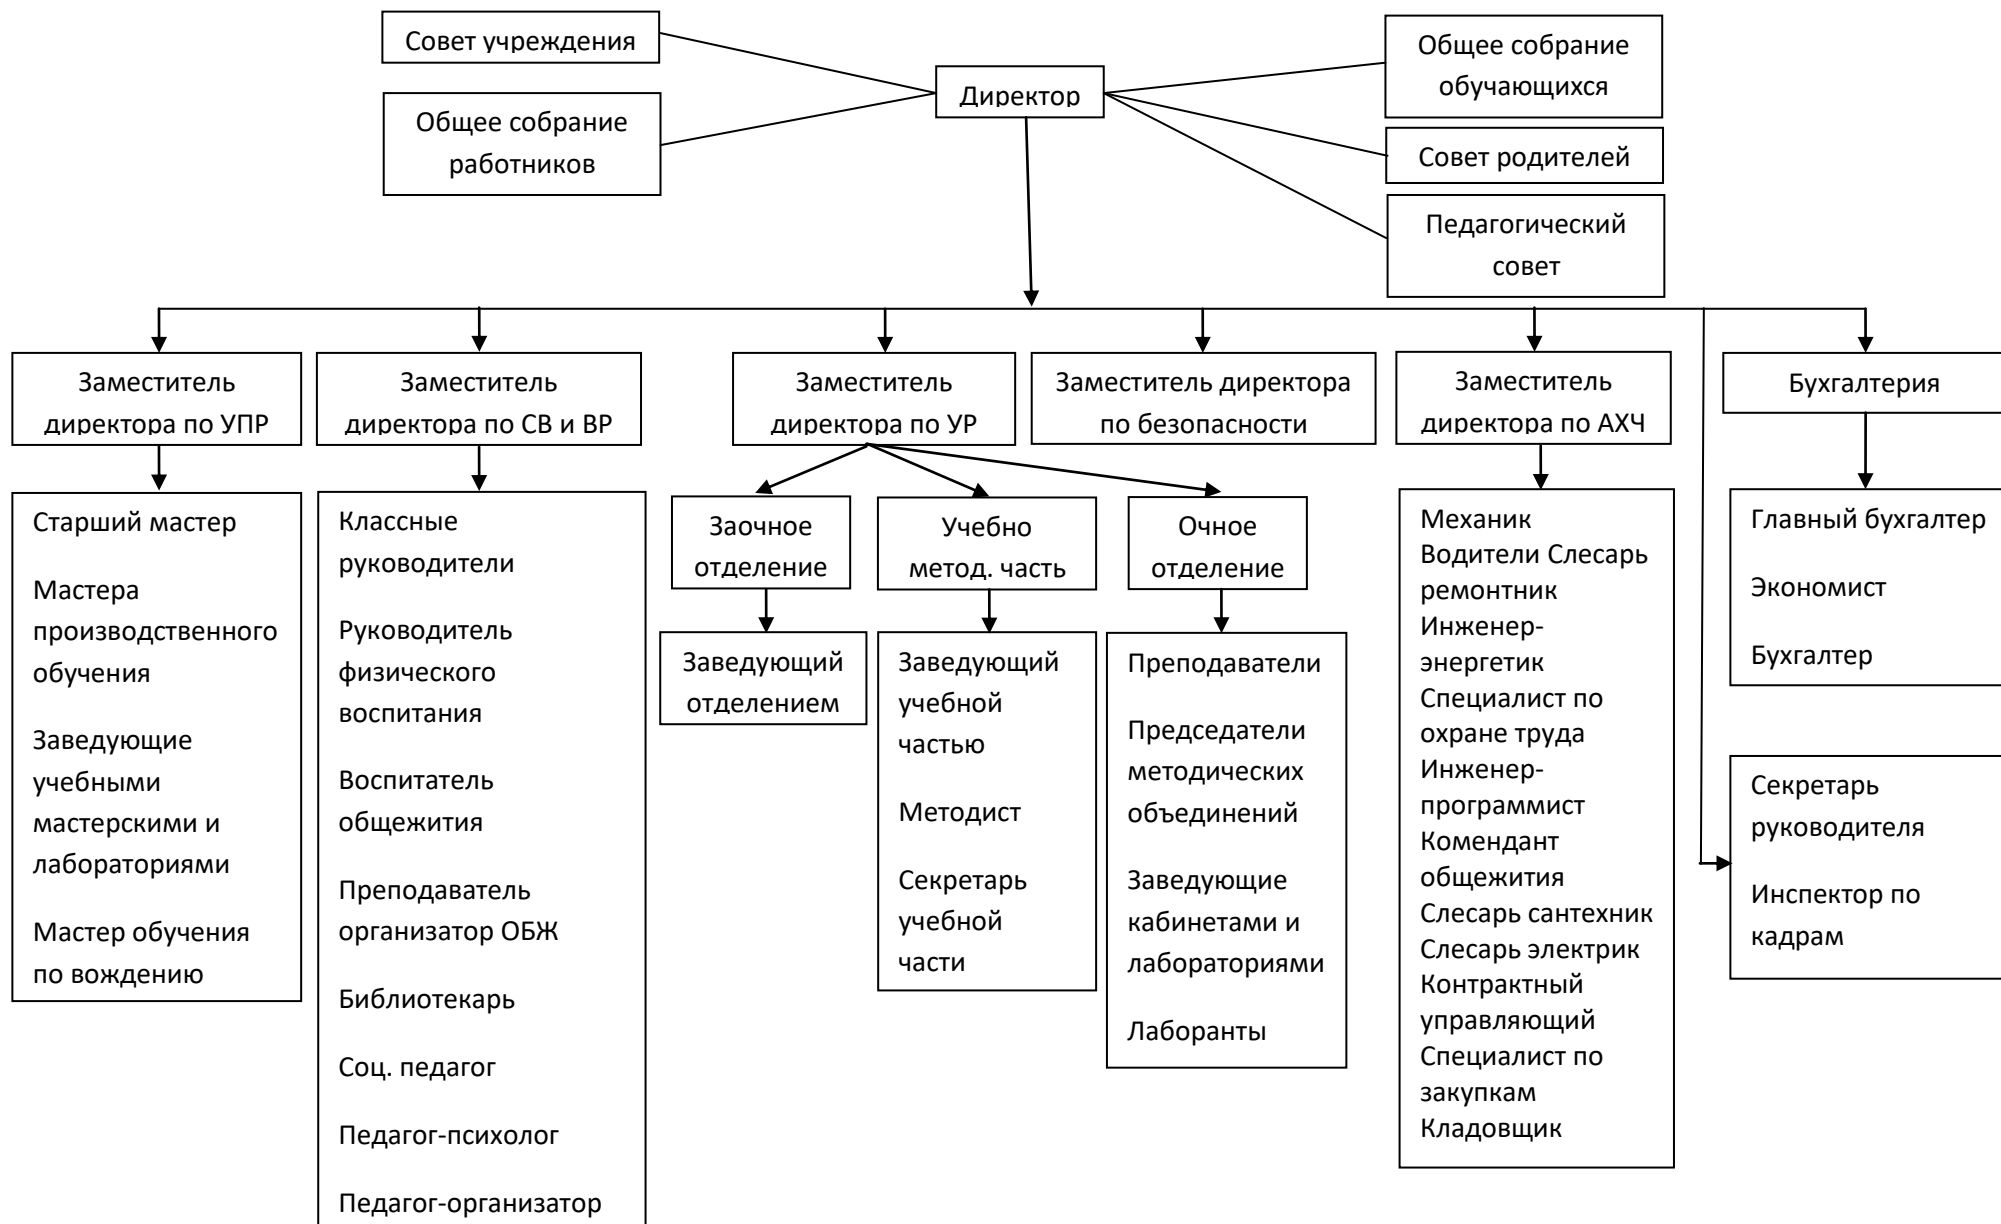 Совет учреждения
Общее собрание
работников
Директор
Общее собрание
обучающихся
Совет родителей
Педагогический
совет
Заместитель
директора по УПР
Заместитель
директора по СВ и ВР
Заместитель
директора по УР
Заместитель директора
по безопасности
Заместитель
директора по АХЧ
Бухгалтерия
Старший мастер
Мастера
производственного
обучения
Заведующие
учебными
мастерскими и
лабораториями
Мастер обучения
по вождению
Классные
руководители
Руководитель
физического
воспитания
Воспитатель
общежития
Преподаватель
организатор ОБЖ
Библиотекарь
Соц. педагог
Педагог-психолог
Педагог-организатор
Заочное
отделение
Заведующий
отделением
Учебно
метод. часть
Заведующий
учебной
частью
Методист
Секретарь
учебной
части
Очное
отделение
Преподаватели
Председатели
методических
объединений
Заведующие
кабинетами и
лабораториями
Лаборанты
Механик
Водители Слесарь
ремонтник
Инженер-
энергетик
Специалист по
охране труда
Инженер-
программист
Комендант
общежития
Слесарь сантехник
Слесарь электрик
Контрактный
управляющий
Специалист по
закупкам
Кладовщик
Главный бухгалтер
Экономист
Бухгалтер
Секретарь
руководителя
Инспектор по
кадрам